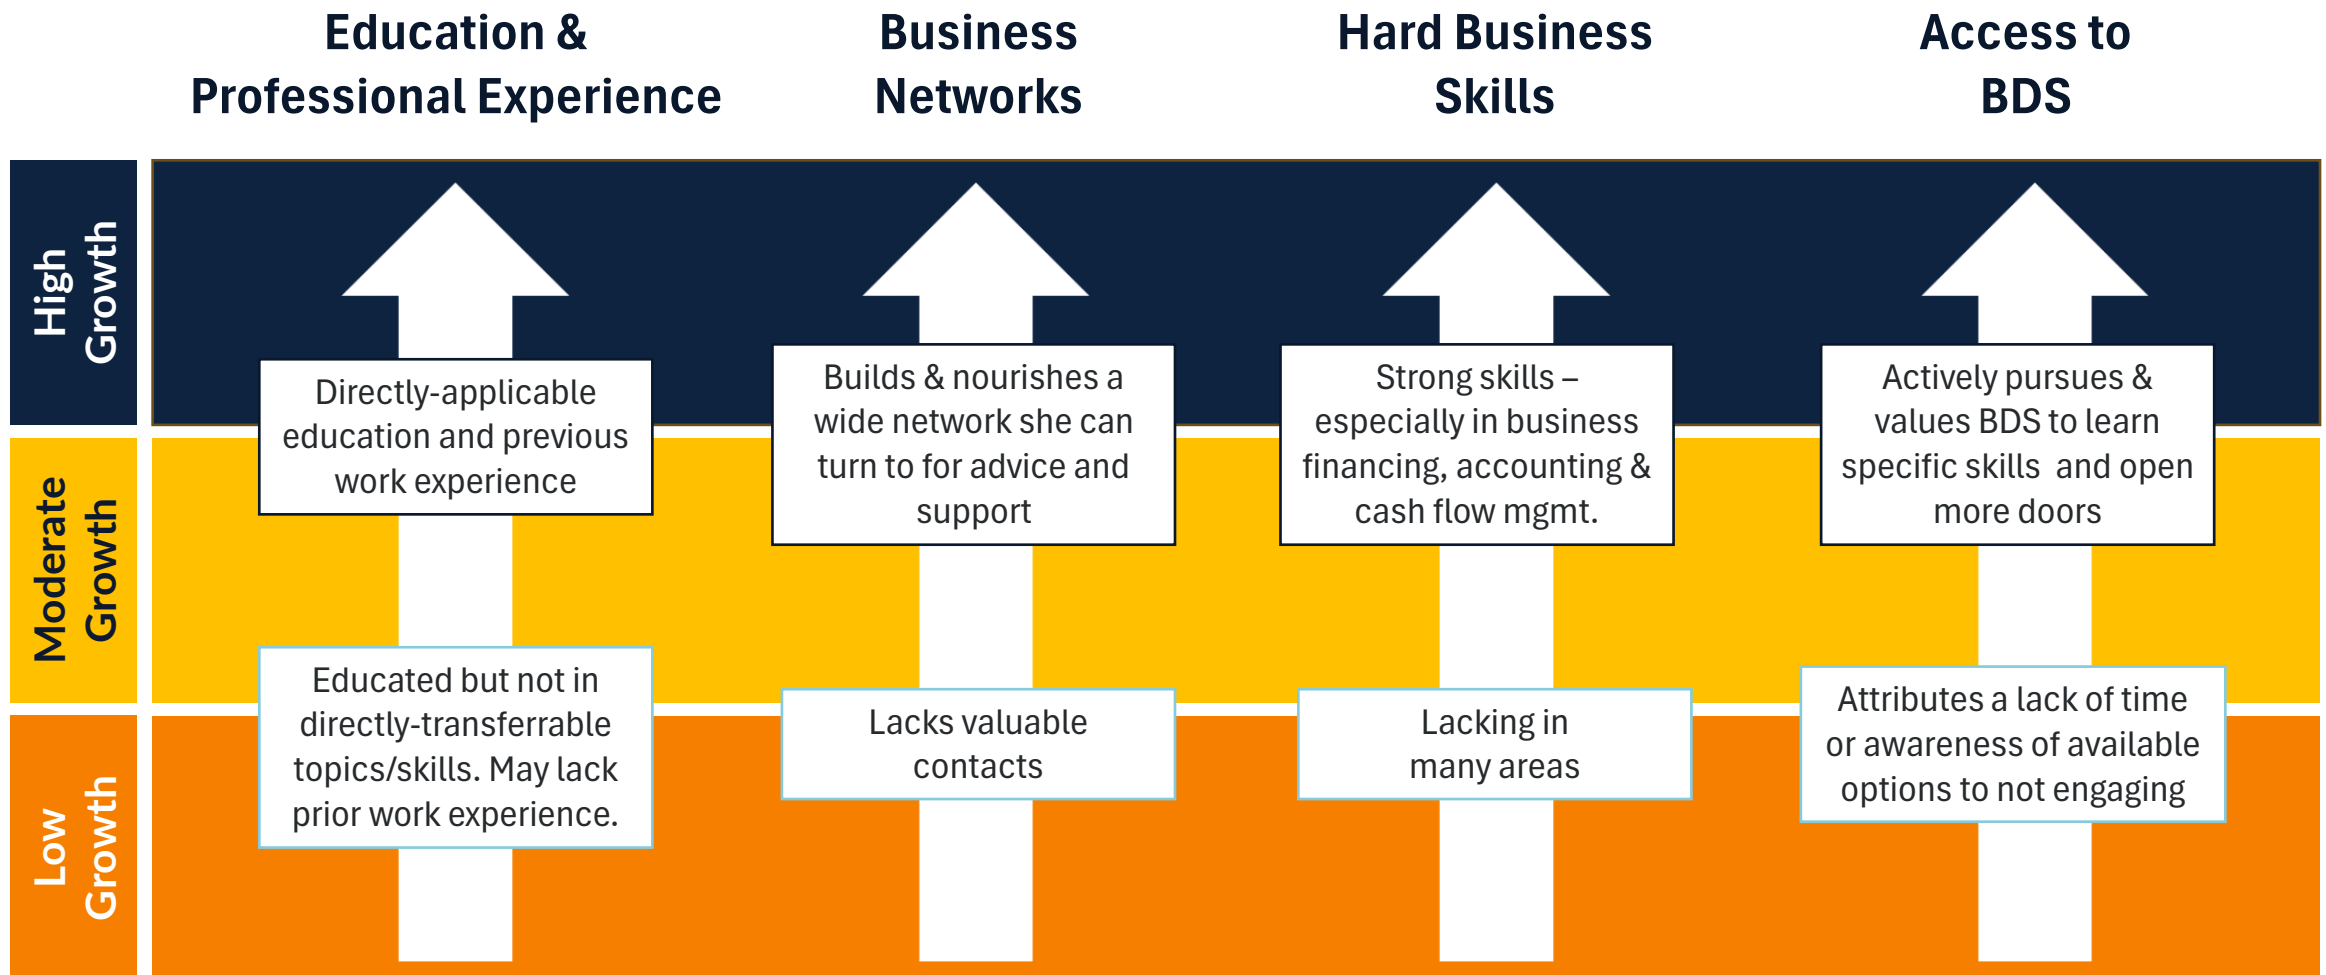 Education &
Professional Experience
Business
Networks
Hard Business
Skills
Access to
BDS
High
Growth
Directly-applicable
education and previous
work experience
Builds & nourishes a
wide network she can
turn to for advice and
support
Strong skills –
especially in business
financing, accounting &
cash flow mgmt.
Actively pursues &
values BDS to learn
specific skills  and open
more doors
Moderate
Growth
Educated but not in
directly-transferrable
topics/skills. May lack
prior work experience.
Lacks valuable
contacts
Lacking in
many areas
Attributes a lack of time
or awareness of available
options to not engaging
Low
Growth